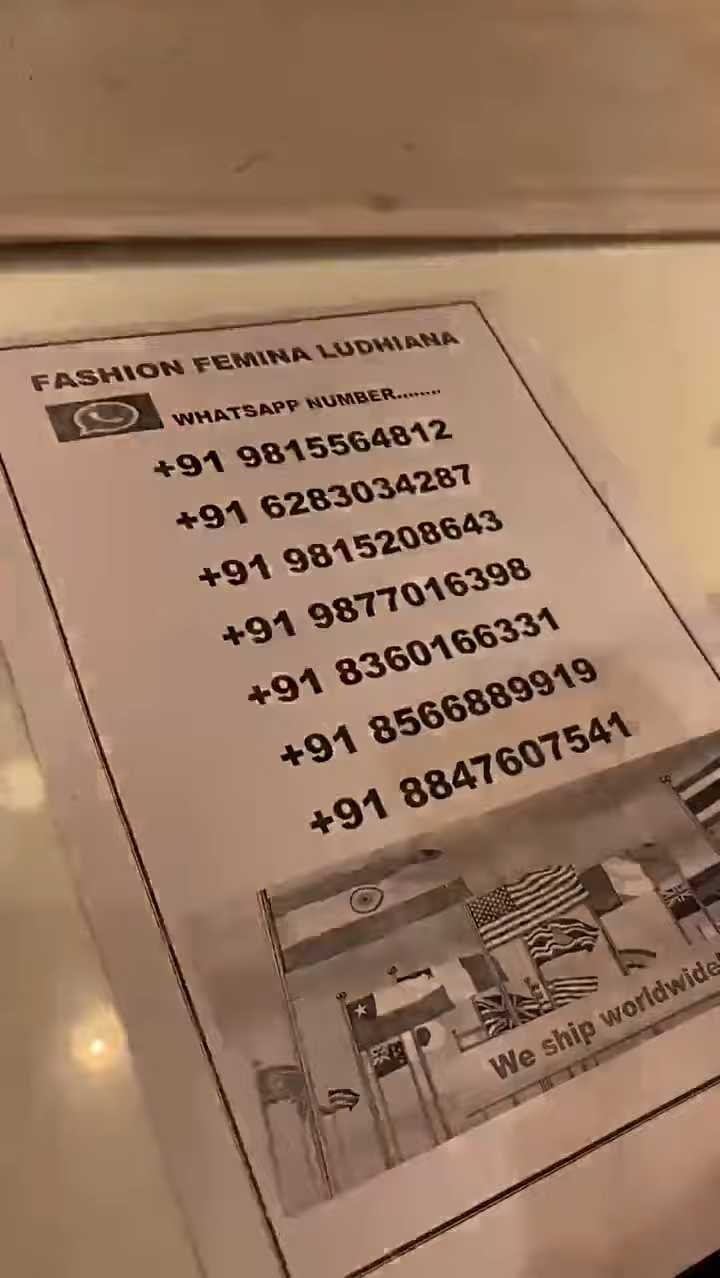 FASHION FEMINA LUDHIANA
WHATSAPP NUMBER........
+91 9815564812
+91 6283034287
+91 9815208643
+91 9877016398
+91 8360166331
+91 8566889919
+91 8847607541
We ship worldwide!